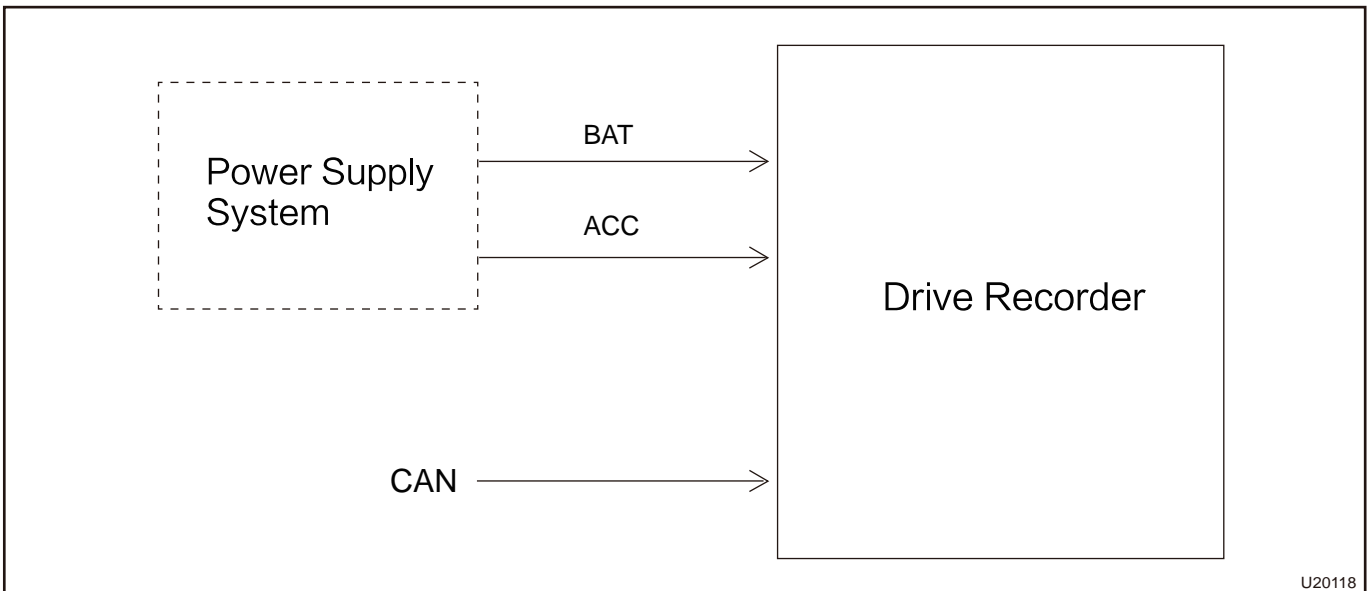 BAT
Power Supply
System
ACC
Drive Recorder
CAN
U20118